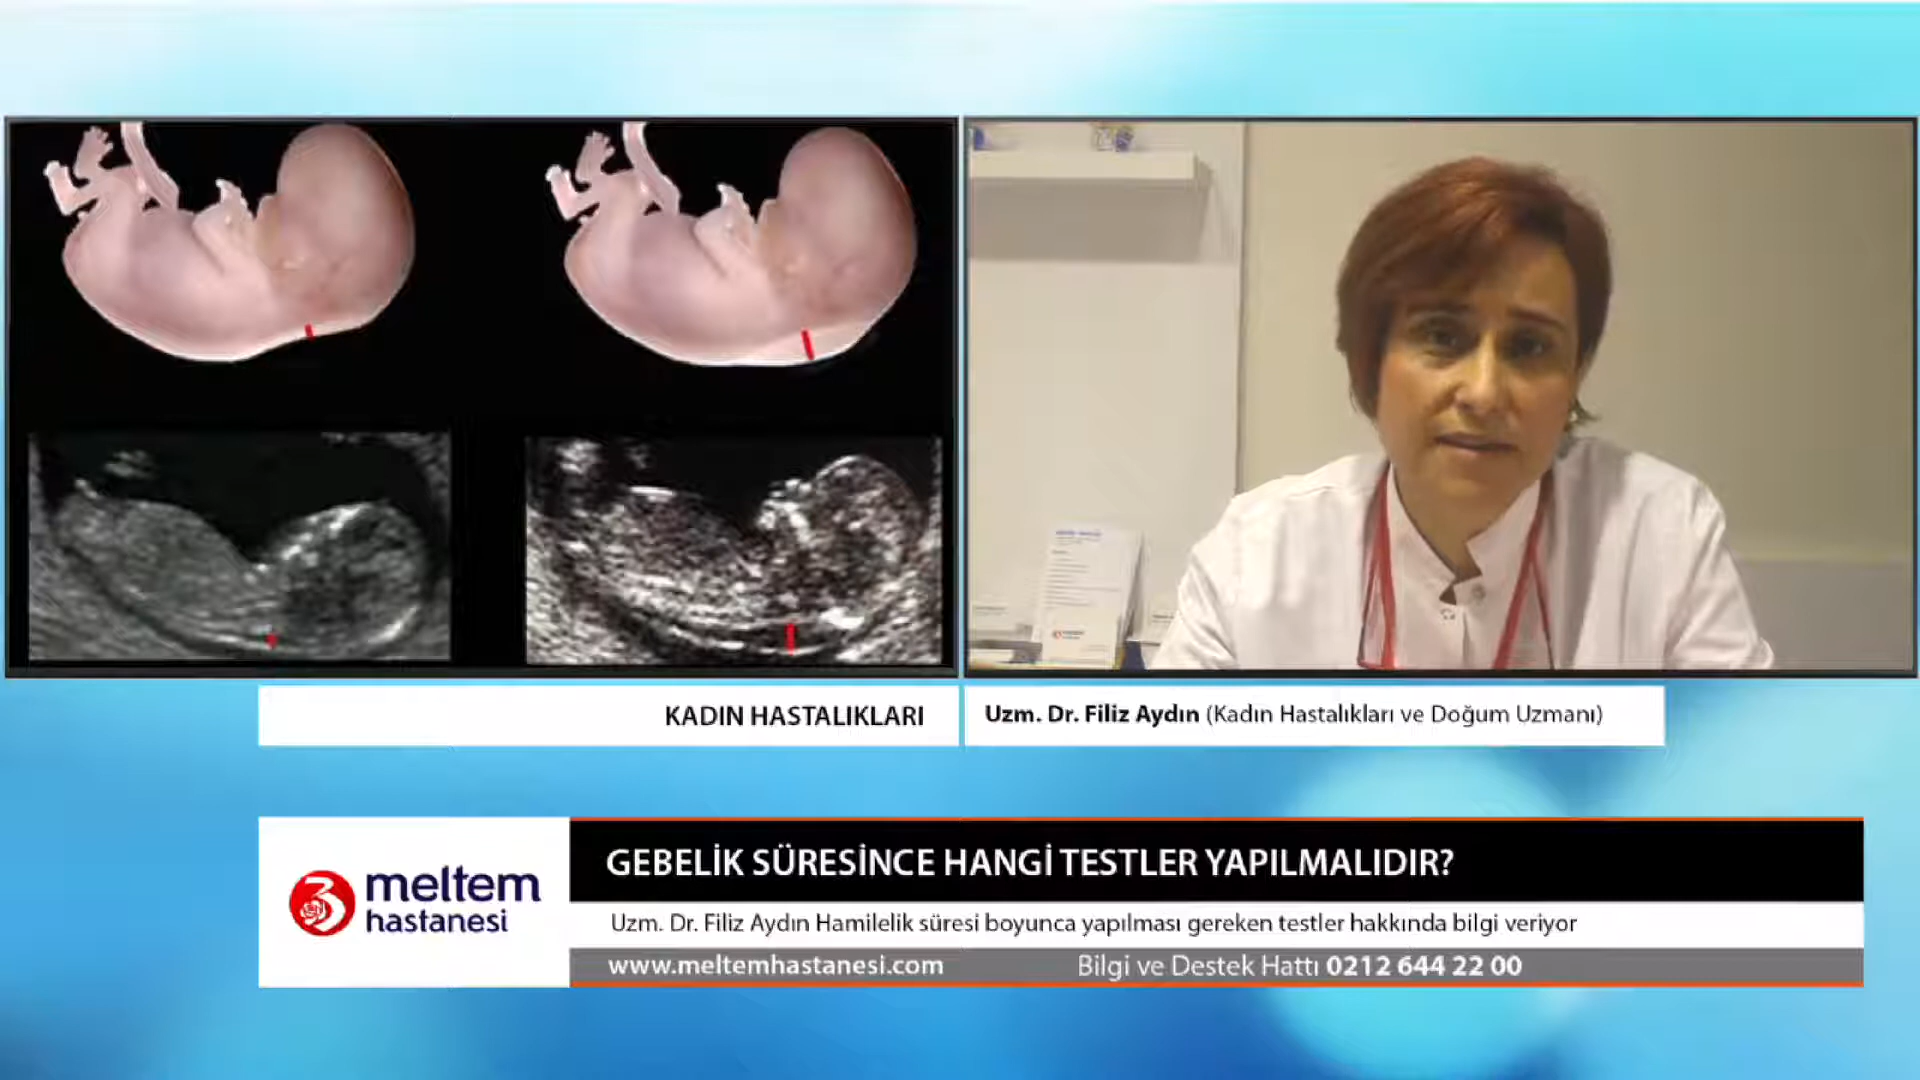 KADIN HASTALIKLARI
Uzm. Dr. Filiz Aydın (Kadın Hastalıkları ve Doğum Uzmanı)
meltem
hastanesi
GEBELİK SÜRESİNCE HANGİ TESTLER YAPILMALIDIR?
Uzm. Dr. Filiz Aydın Hamilelik süresi boyunca yapılması gereken testler hakkında bilgi veriyor
www.meltemhastanesi.com Bilgi ve Destek Hattı 0212 644 22 00